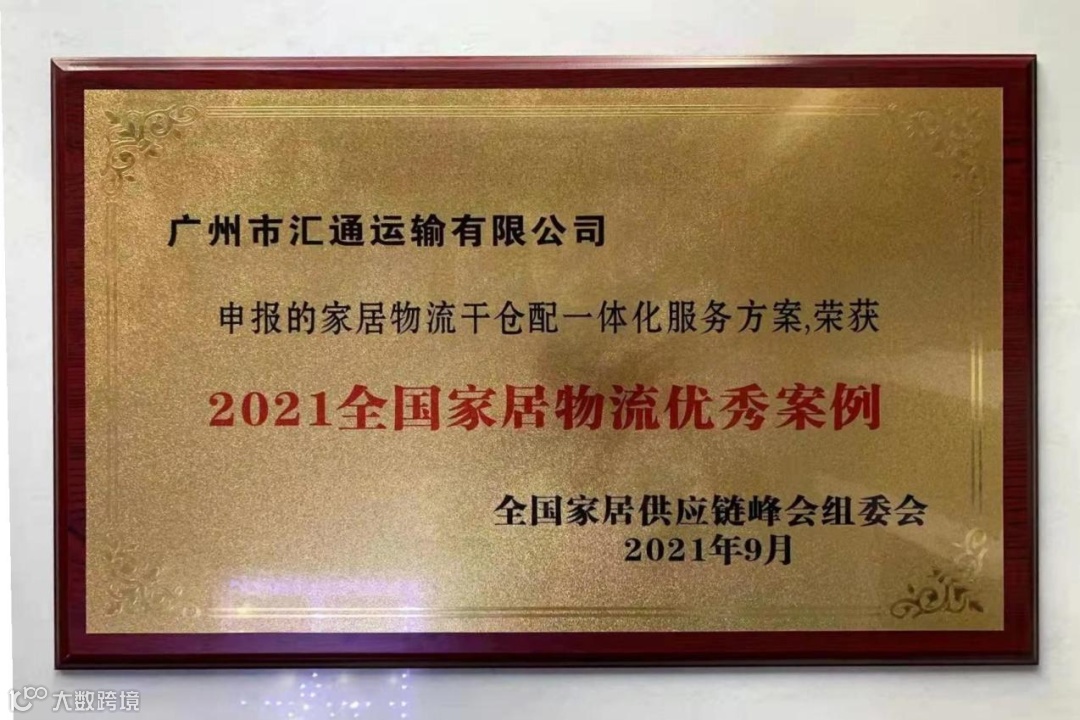 广州市汇通运输有限公司
申报的家居物流干仓配一体化服务方案,荣获
2021全国家居物流优秀案例
全国家居供应链峰会组委会
2021年9月
大数跨境